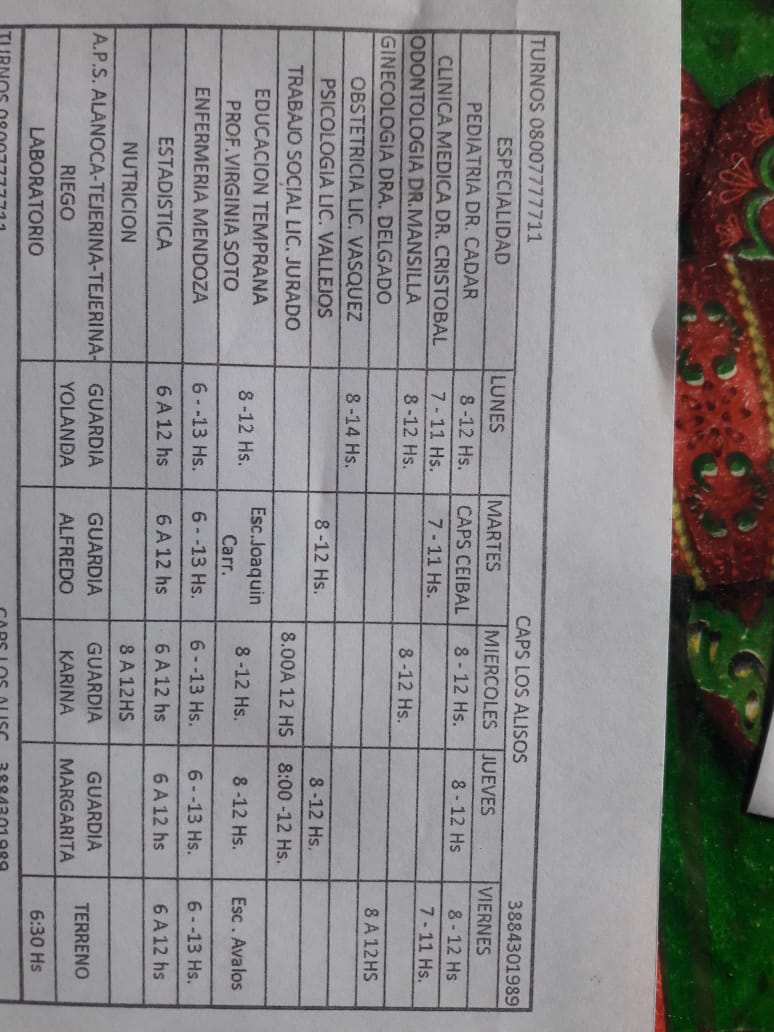 TURNOS 08007777711 CAPS LOS ALISOS 3884301989
ESPECIALIDAD LUNES MARTES MIERCOLES JUEVES VIERNES
PEDIATRIA DR. CADAR 8 -12 Hs. CAPS CEIBAL 8 - 12 Hs. 8 - 12 Hs 8 - 12 Hs
CLINICA MEDICA DR. CRISTOBAL 7 - 11 Hs. 7 - 11 Hs. 7 - 11 Hs.
ODONTOLOGIA DR.MANSILLA 8 -12 Hs. 8 -12 Hs.
GINECOLOGIA DRA. DELGADO 8 A 12HS
OBSTETRICIA LIC. VASQUEZ 8 -14 Hs.
PSICOLOGIA LIC. VALLEJOS 8 -12 Hs. 8 -12 Hs.
TRABAJO SOCIAL LIC. JURADO 8.00A 12 HS 8:00 -12 Hs.
EDUCACION TEMPRANA
PROF.VIRGINIA SOTO 8 -12 Hs. Esc.Joaquin
Carr. 8 -12 Hs. 8 -12 Hs. Esc . Avalos
ENFERMERIA MENDOZA 6 - -13 Hs. 6 - -13 Hs. 6 - -13 Hs. 6 - -13 Hs. 6 - -13 Hs.
ESTADISTICA 6 A 12 hs 6 A 12 hs 6 A 12 hs 6 A 12 hs 6 A 12 hs
NUTRICION 8 A 12HS
A.P.S. ALANOCA-TEJERINA-TEJERINA-
RIEGO GUARDIA
YOLANDA GUARDIA
ALFREDO GUARDIA
KARINA GUARDIA
MARGARITA TERRENO
LABORATORIO 6:30 Hs
TURNOS 08007777711 CAPS LOS ALISC 3884301989